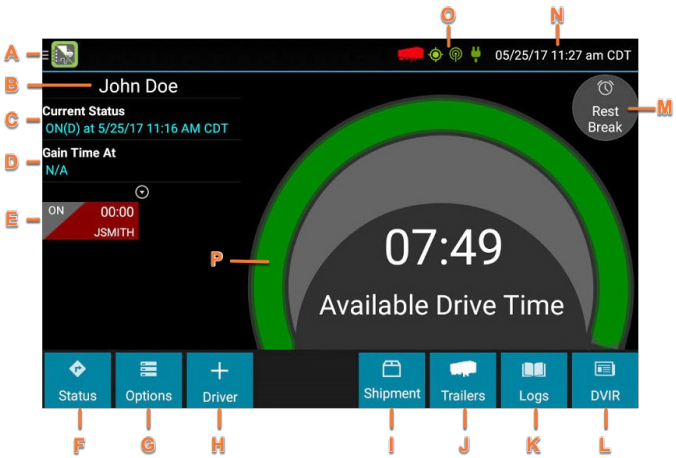 O
N
A
05/25/17 11:27 am CDT
B
John Doe
M
Rest
Break
C
Current Status
ON(D) at 5/25/17 11:16 AM CDT
D
Gain Time At
N/A
E
ON 00:00
JSMITH
P
07:49
Available Drive Time
Status
Options
Driver
Shipment
Trailers
Logs
DVIR
F
G
H
I
J
K
L